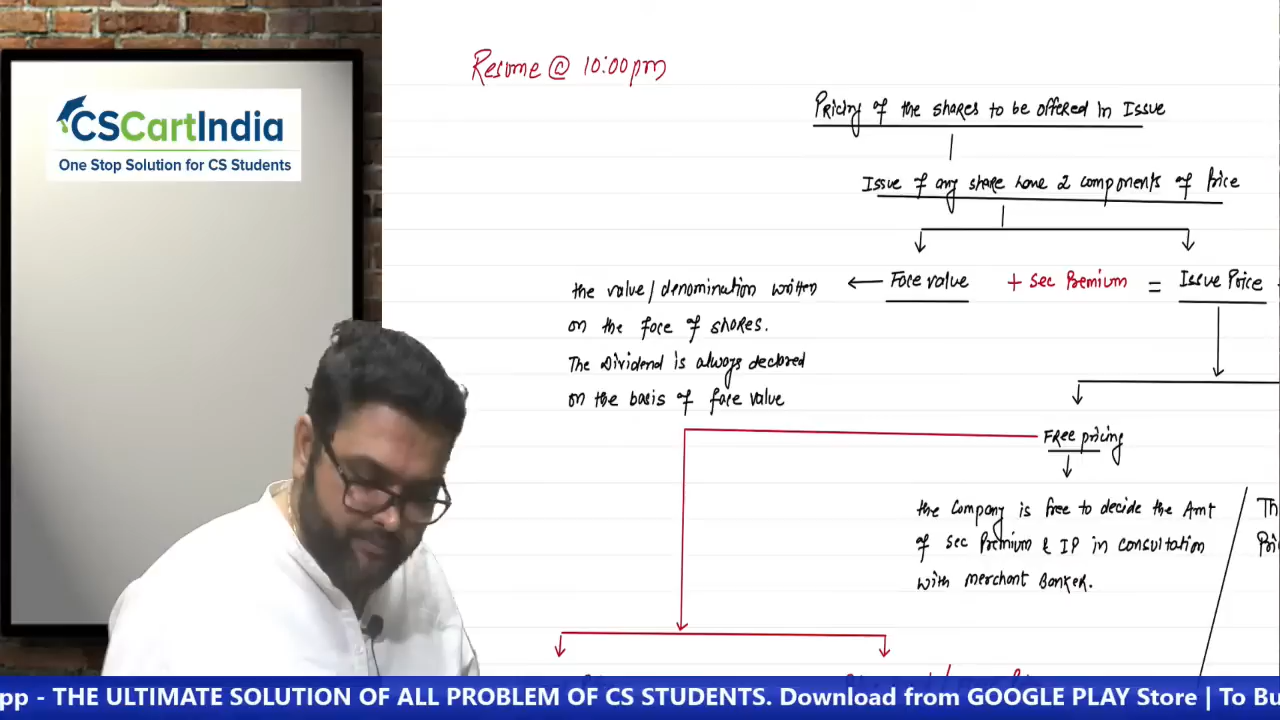 CSCartIndia
One Stop Solution for CS Students
Resume @ 10:00pm
Pricing of the shares to be offered in Issue
Issue of any share have 2 components of Price
Face value + Sec Premium = Issue Price
the value/denomination written
on the face of shares.
The Dividend is always declared
on the basis of face value
Free pricing
the Company is free to decide the Amt
of sec Premium & IP in consultation
with merchant Banker.
Th
Pri
pp - THE ULTIMATE SOLUTION OF ALL PROBLEM OF CS STUDENTS. Download from GOOGLE PLAY Store | To Bu